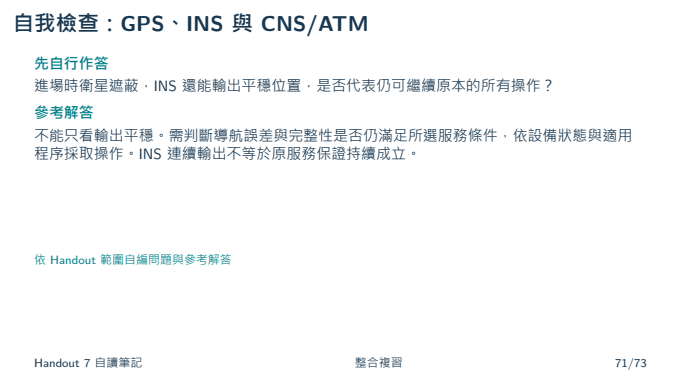 自我檢查：GPS、INS 與 CNS/ATM
先自行作答
進場時衛星遮蔽，INS 還能輸出平穩位置，是否代表仍可繼續原本的所有操作？
參考解答
不能只看輸出平穩。需判斷導航誤差與完整性是否仍滿足所選服務條件，依設備狀態與適用
程序採取操作。INS 連續輸出不等於原服務保證持續成立。
依 Handout 範圍自編問題與參考解答
Handout 7 自讀筆記
整合複習
71/73